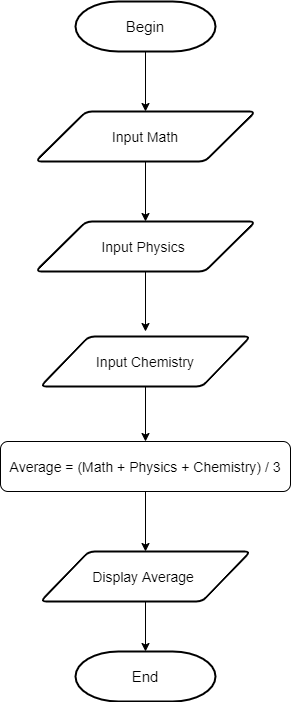 Begin
Input Math
Input Physics
Input Chemistry
Average = (Math + Physics + Chemistry) / 3
Display Average
End